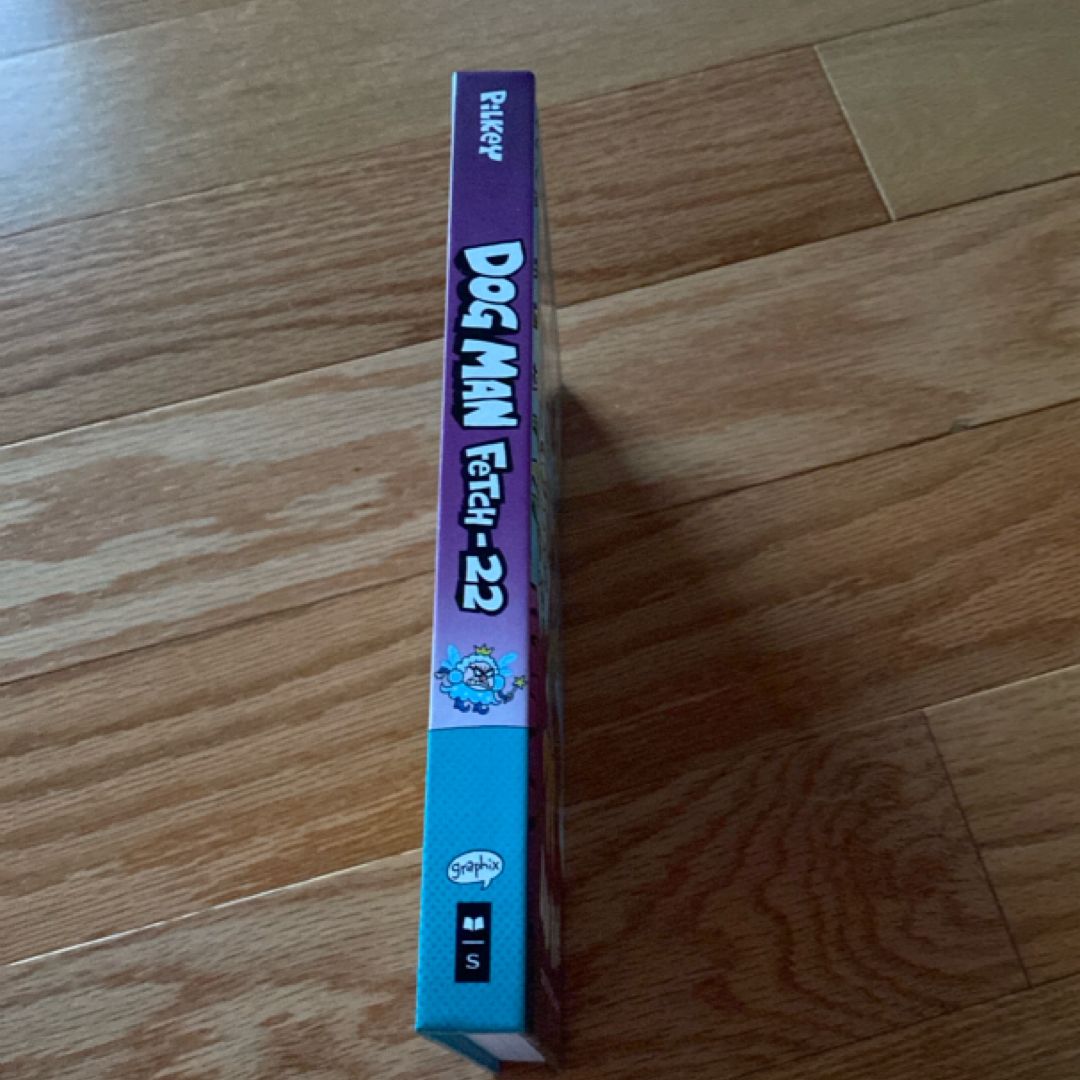 Pilkey
DOG MAN FeTCH-22
graphix
S